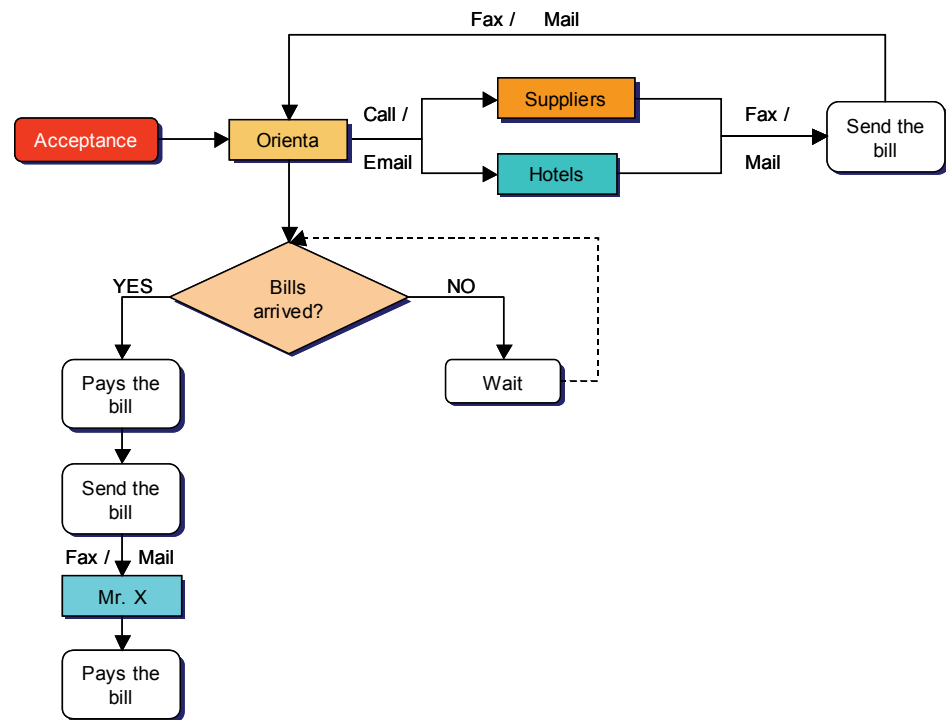 Fax / Mail
Acceptance
Orienta
Call /
Email
Suppliers
Hotels
Fax /
Mail
Send the
bill
Bills
arrived?
YES
NO
Pays the
bill
Wait
Send the
bill
Fax / Mail
Mr. X
Pays the
bill